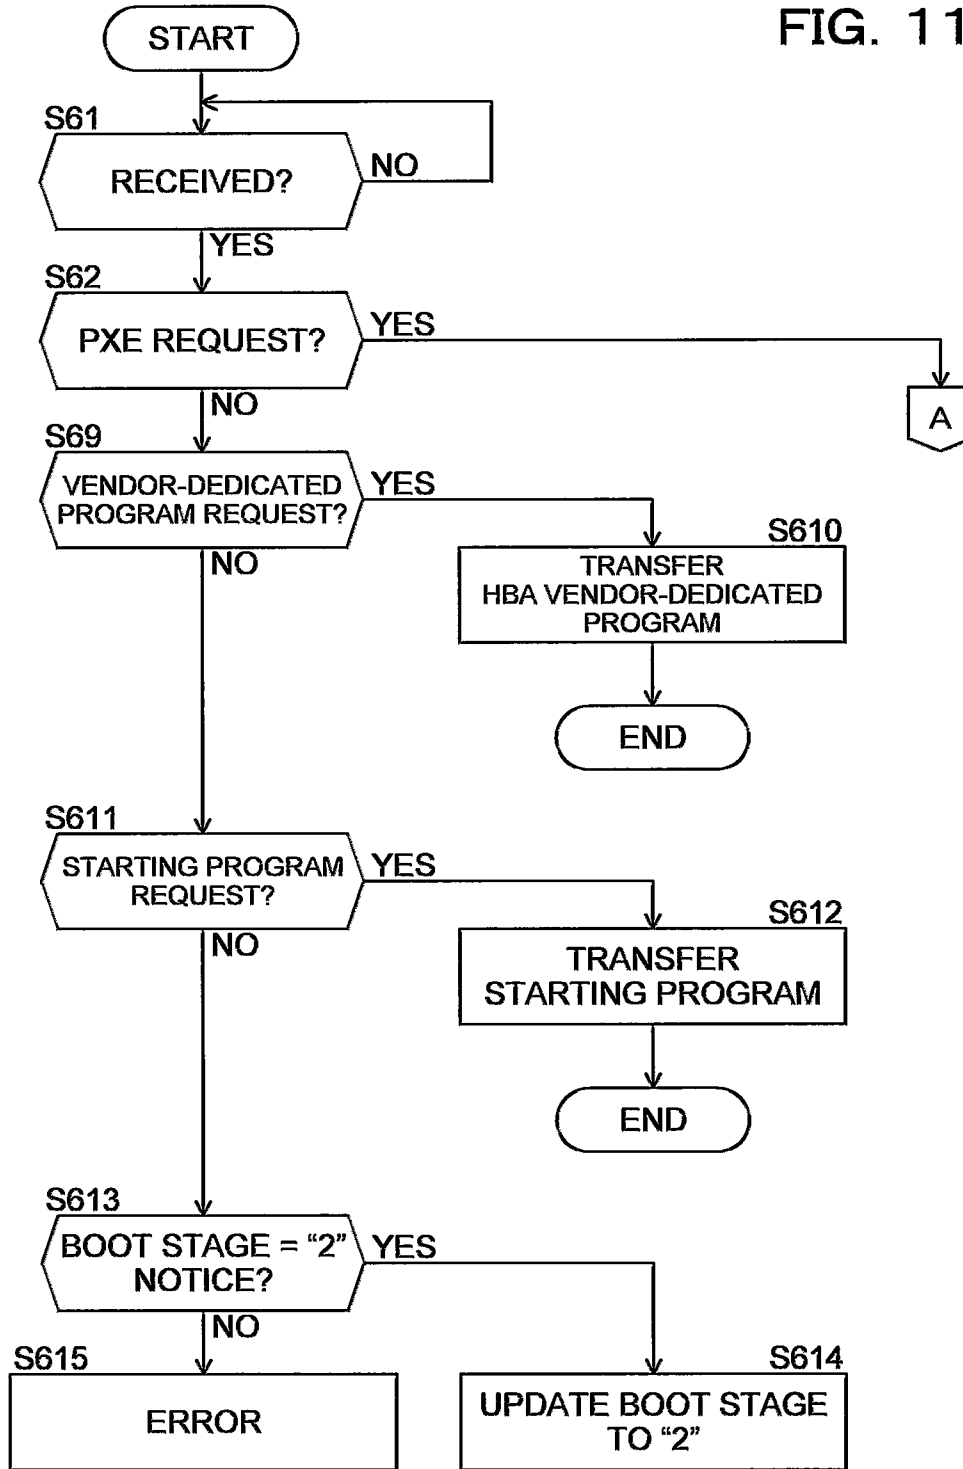 FIG. 11
START
S61
RECEIVED?
NO
YES
S62
PXE REQUEST?
YES
NO
A
S69
VENDOR-DEDICATED
PROGRAM REQUEST?
YES
NO
S610
TRANSFER
HBA VENDOR-DEDICATED
PROGRAM
END
S611
STARTING PROGRAM
REQUEST?
YES
NO
S612
TRANSFER
STARTING PROGRAM
END
S613
BOOT STAGE = “2”
NOTICE?
YES
NO
S615
ERROR
S614
UPDATE BOOT STAGE
TO “2”